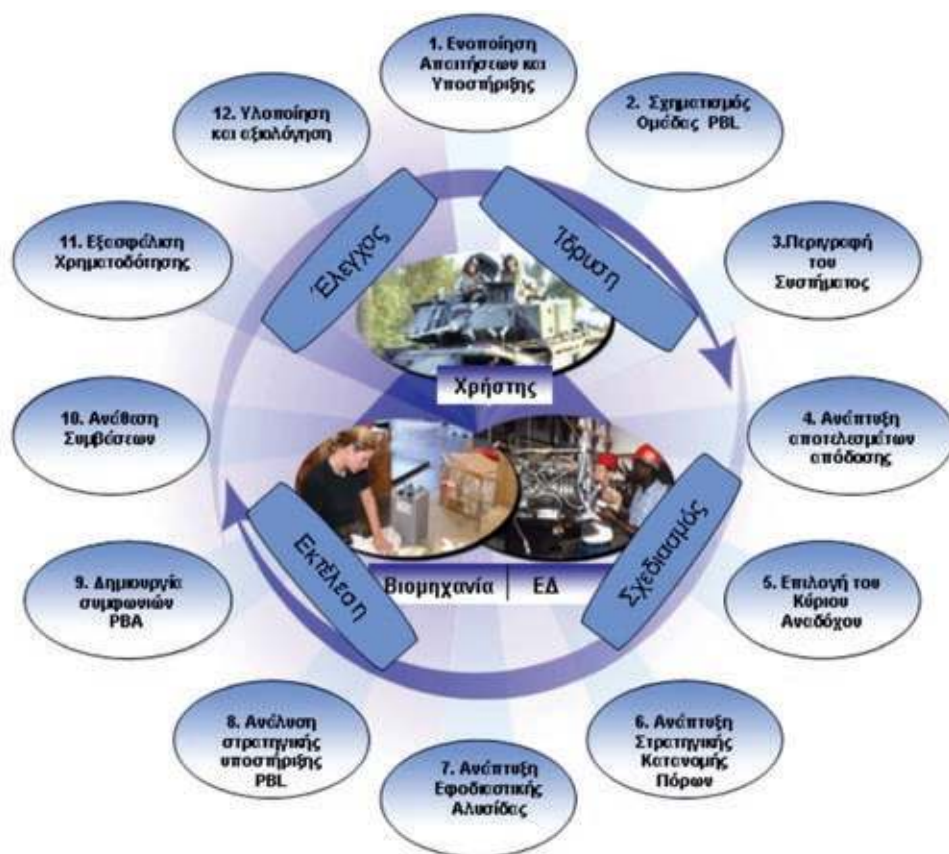 1. Ενοποίηση
Απαιτήσεων και
Υποστήριξης
2. Σχηματισμός
Ομάδας PBL
3.Περιγραφή
του
Συστήματος
4. Ανάπτυξη
αποτελεσμάτων
απόδοσης
5. Επιλογή του
Κύριου
Αναδόχου
6. Ανάπτυξη
Στρατηγικής
Κατανομής
Πόρων
7. Ανάπτυξη
Εφοδιαστικής
Αλυσίδας
8. Ανάλυση
στρατηγικής
υποστήριξης
PBL
9. Δημιουργία
συμφωνιών
PBA
10. Ανάθεση
Συμβάσεων
11. Εξασφάλιση
Χρηματοδότησης
12. Υλοποίηση
και αξιολόγηση
Έλεγχος
Ίδρυση
Σχεδιασμός
Εκτέλεση
Χρήστης
Βιομηχανία | ΕΔ